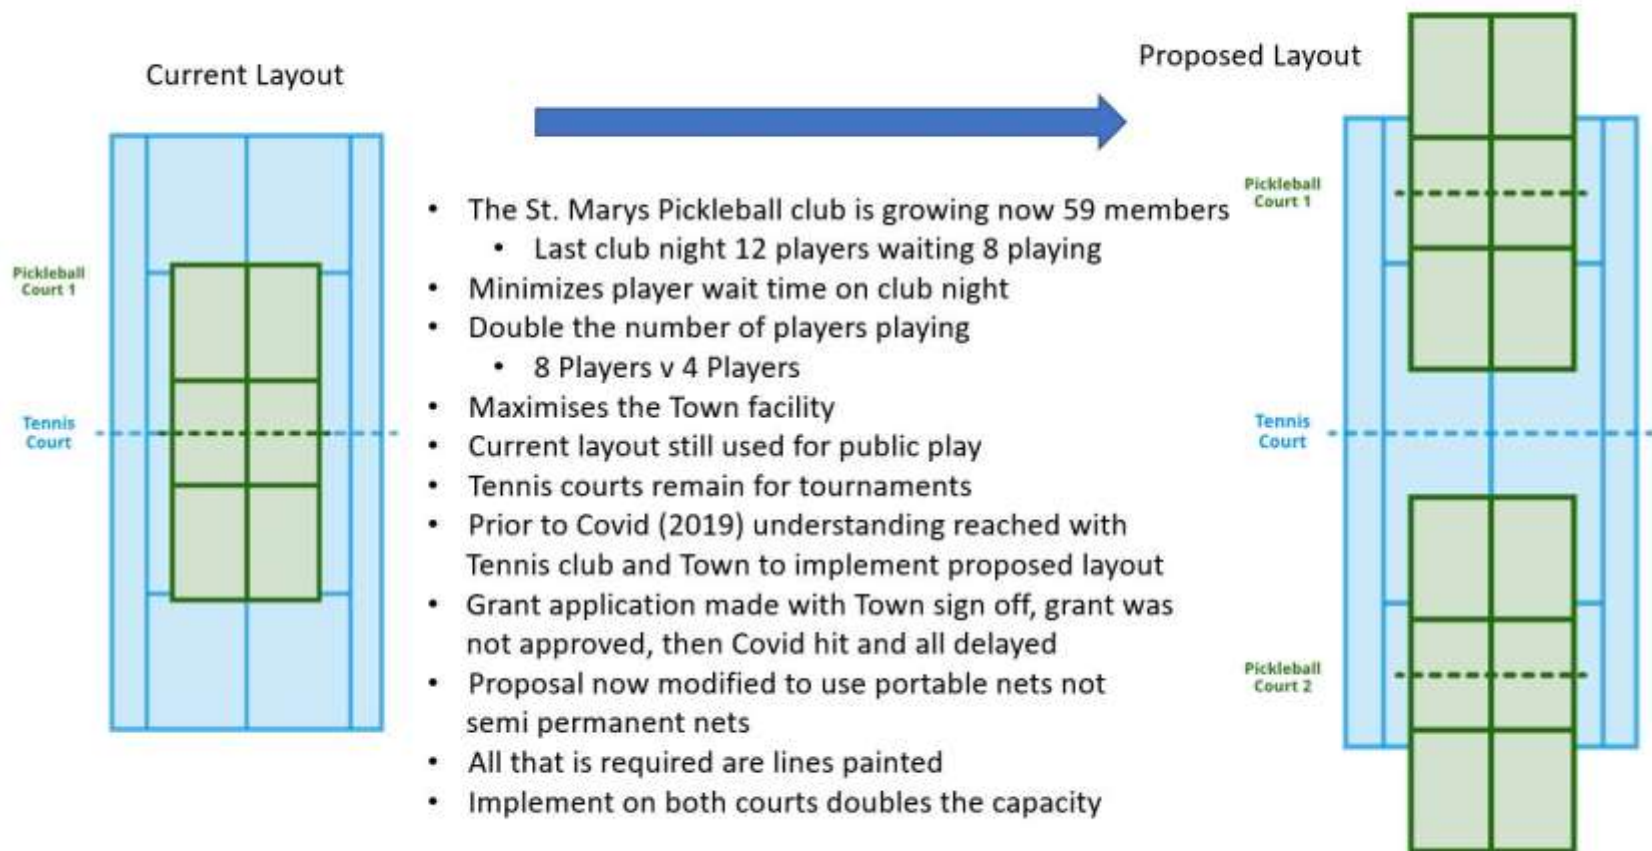 Current Layout
Proposed Layout
Pickleball
Court 1
Tennis
Court
• The St. Marys Pickleball club is growing now 59 members
• Last club night 12 players waiting 8 playing
• Minimizes player wait time on club night
• Double the number of players playing
• 8 Players v 4 Players
• Maximises the Town facility
• Current layout still used for public play
• Tennis courts remain for tournaments
• Prior to Covid (2019) understanding reached with
Tennis club and Town to implement proposed layout
• Grant application made with Town sign off, grant was
not approved, then Covid hit and all delayed
• Proposal now modified to use portable nets not
semi permanent nets
• All that is required are lines painted
• Implement on both courts doubles the capacity
Pickleball
Court 1
Tennis
Court
Pickleball
Court 2